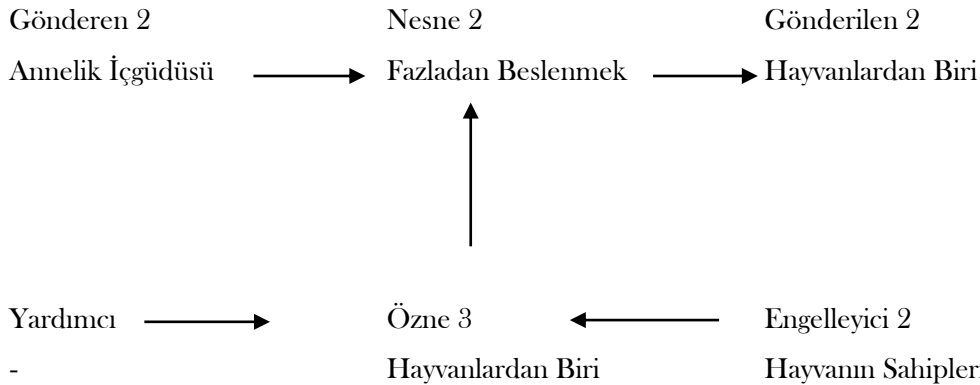 Gönderen 2 Nesne 2 Gönderilen 2
Annelik İçgüdüsü Fazladan Beslenmek Hayvanlardan Biri
Yardımcı Özne 3 Engelleyici 2
- Hayvanlardan Biri Hayvanın Sahipler